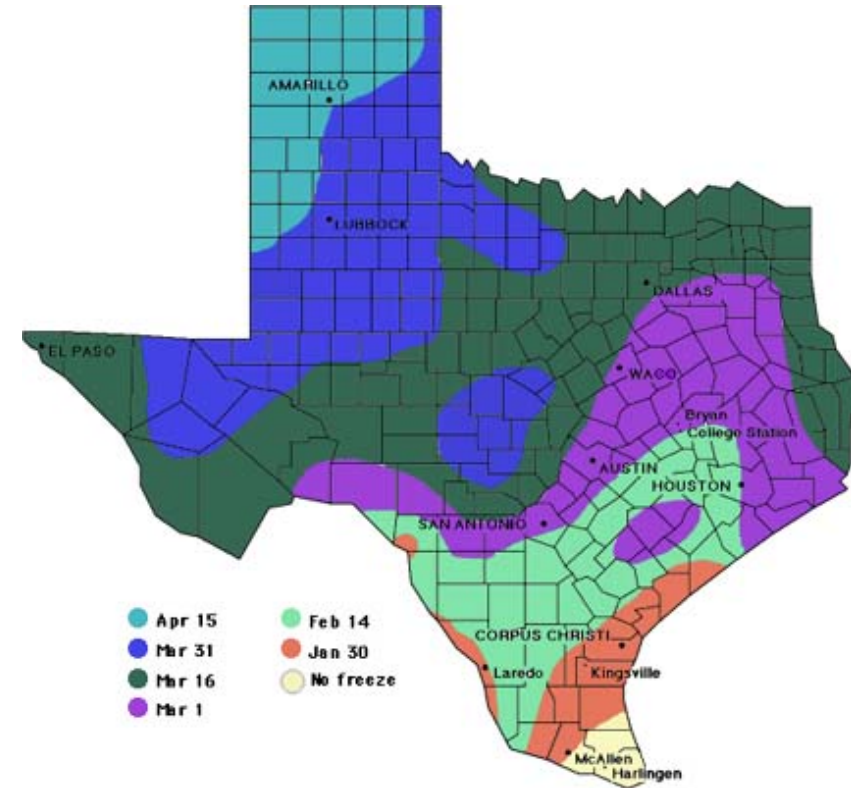 AMARILLO
LUBBOCK
DALLAS
EL PASO
WACO
Bryan
College Station
AUSTIN
HOUSTON
SAN ANTONIO
CORPUS CHRISTI
Laredo
Kingsville
McAllen
Harlingen
Apr 15
Mar 31
Mar 16
Mar 1
Feb 14
Jan 30
No freeze